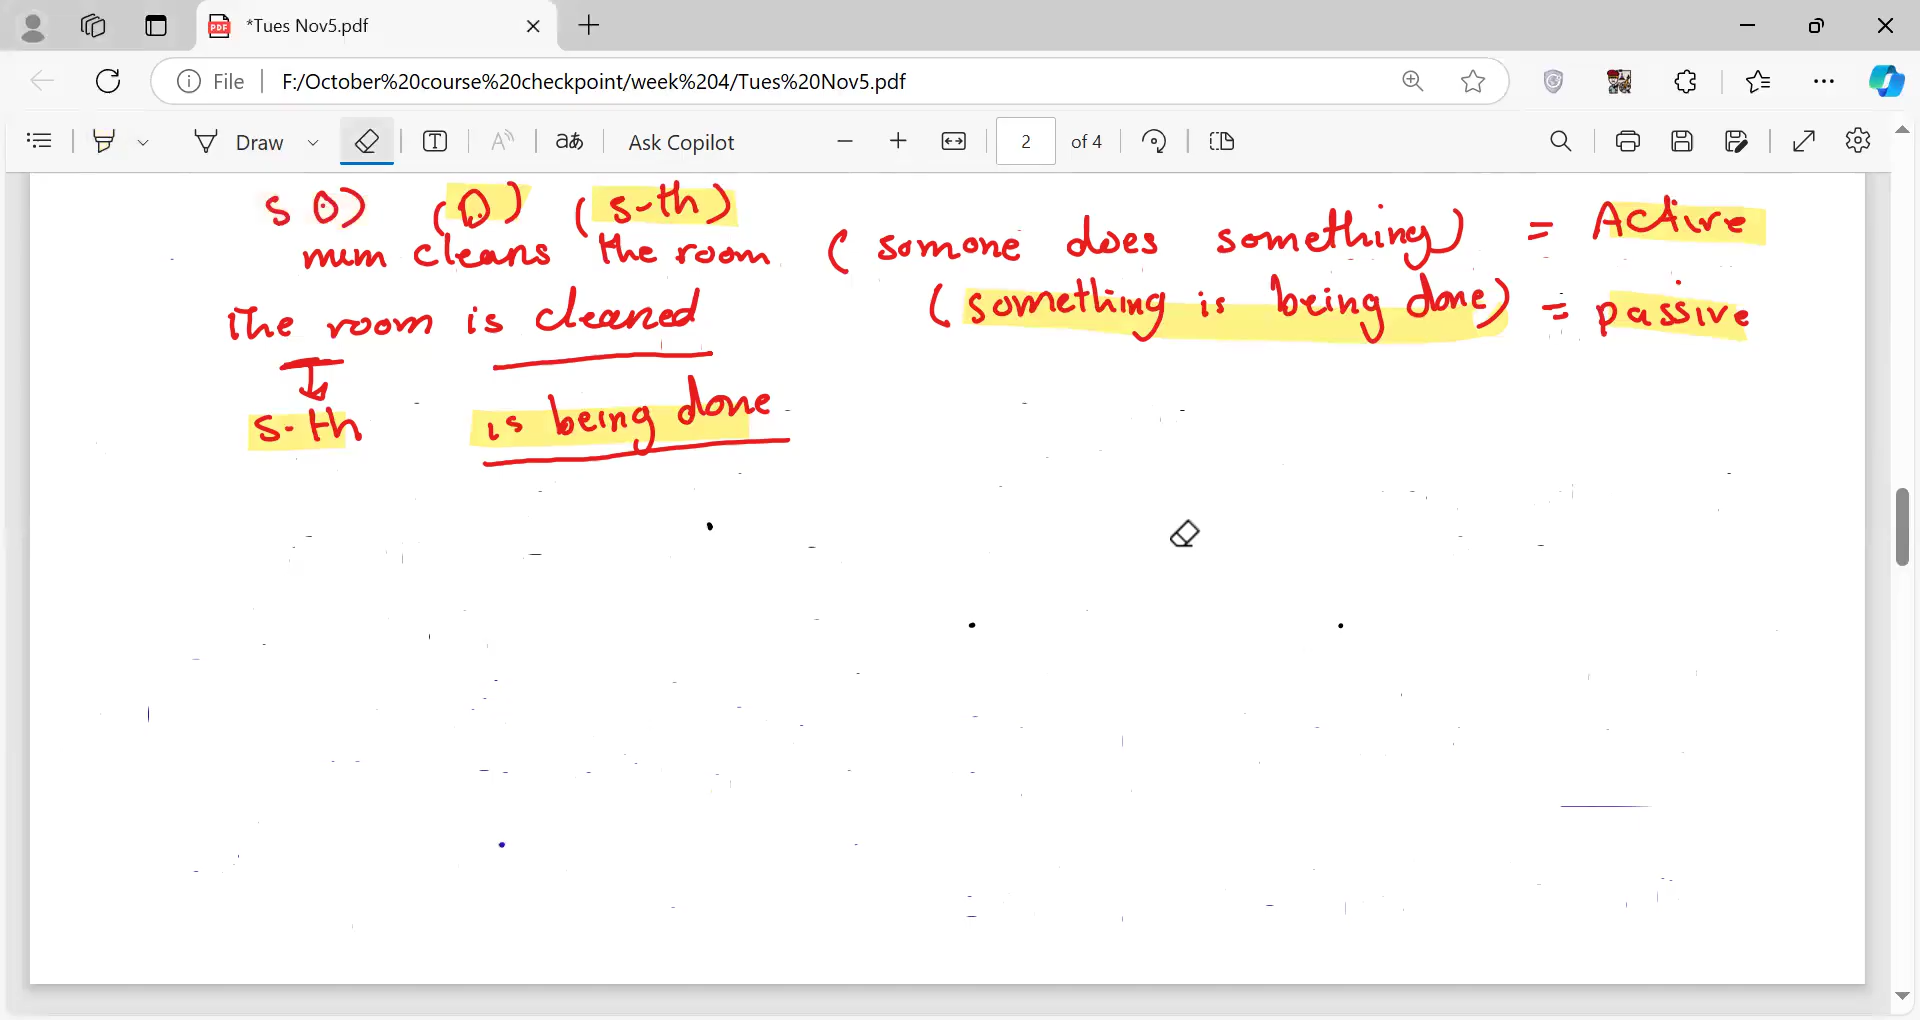 *Tues Nov5.pdf
File F:/October%20course%20checkpoint/week%204/Tues%20Nov5.pdf
Draw aあ Ask Copilot 2 of 4
(s-th)
mum cleans the room (somone does something) = Active
The room is cleaned (something is being done) = passive
s-th is being done